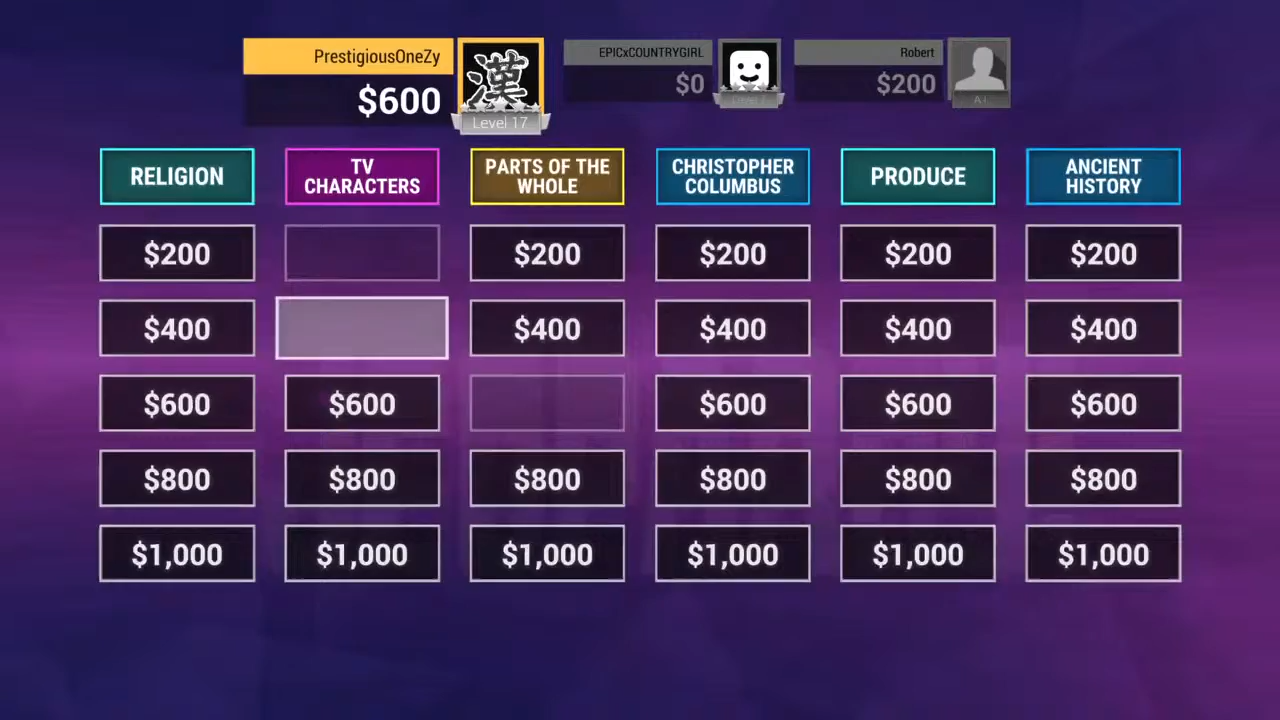 PrestigiousOneZy
$600
漢
Level 17
EPICxCOUNTRYGIRL
$0
Robert
$200
A.I.
RELIGION
TV
CHARACTERS
PARTS OF THE
WHOLE
CHRISTOPHER
COLUMBUS
PRODUCE
ANCIENT
HISTORY
$200 $200 $200 $200 $200
$400 $400 $400 $400 $400
$600 $600 $600 $600 $600
$800 $800 $800 $800 $800 $800
$1,000 $1,000 $1,000 $1,000 $1,000 $1,000